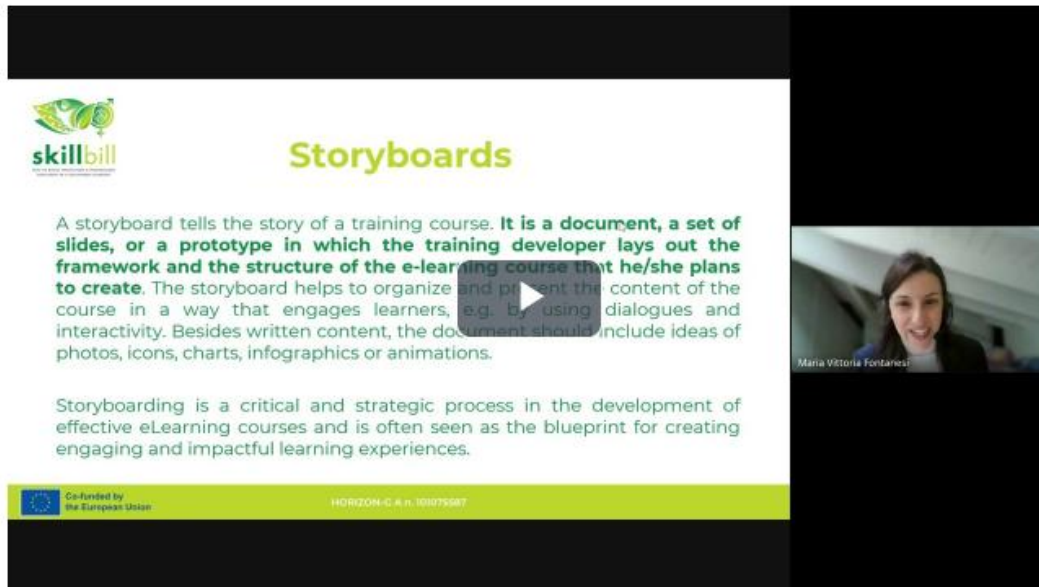 skillbill
Storyboards
A storyboard tells the story of a training course. It is a document, a set of
slides, or a prototype in which the training developer lays out the
framework and the structure of the e-learning course that he/she plans
to create. The storyboard helps to organize and present the content of the
course in a way that engages learners, e.g. by using dialogues and
interactivity. Besides written content, the document should include ideas of
photos, icons, charts, infographics or animations.
Storyboarding is a critical and strategic process in the development of
effective eLearning courses and is often seen as the blueprint for creating
engaging and impactful learning experiences.
Co-funded by
the European Union
HORIZON-G A n. 101075587
Maria Vittoria Fontanesi